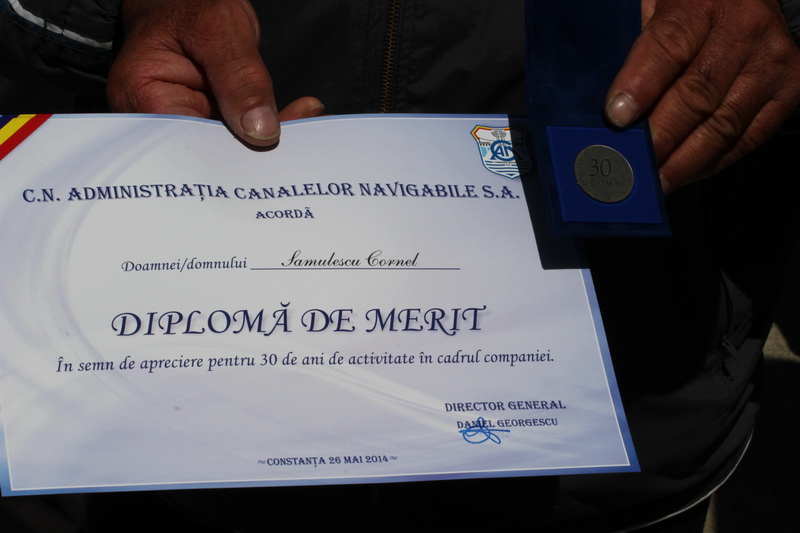 C.N. ADMINISTRAȚIA CANALELOR NAVIGABILE S.A.
ACORDĂ
Doamnei/domnului Samulescu Cornel
DIPLOMĂ DE MERIT
În semn de apreciere pentru 30 de ani de activitate în cadrul companiei.
DIRECTOR GENERAL
DANIEL GEORGESCU
≈CONSTANȚA 26 MAI 2014≈
30